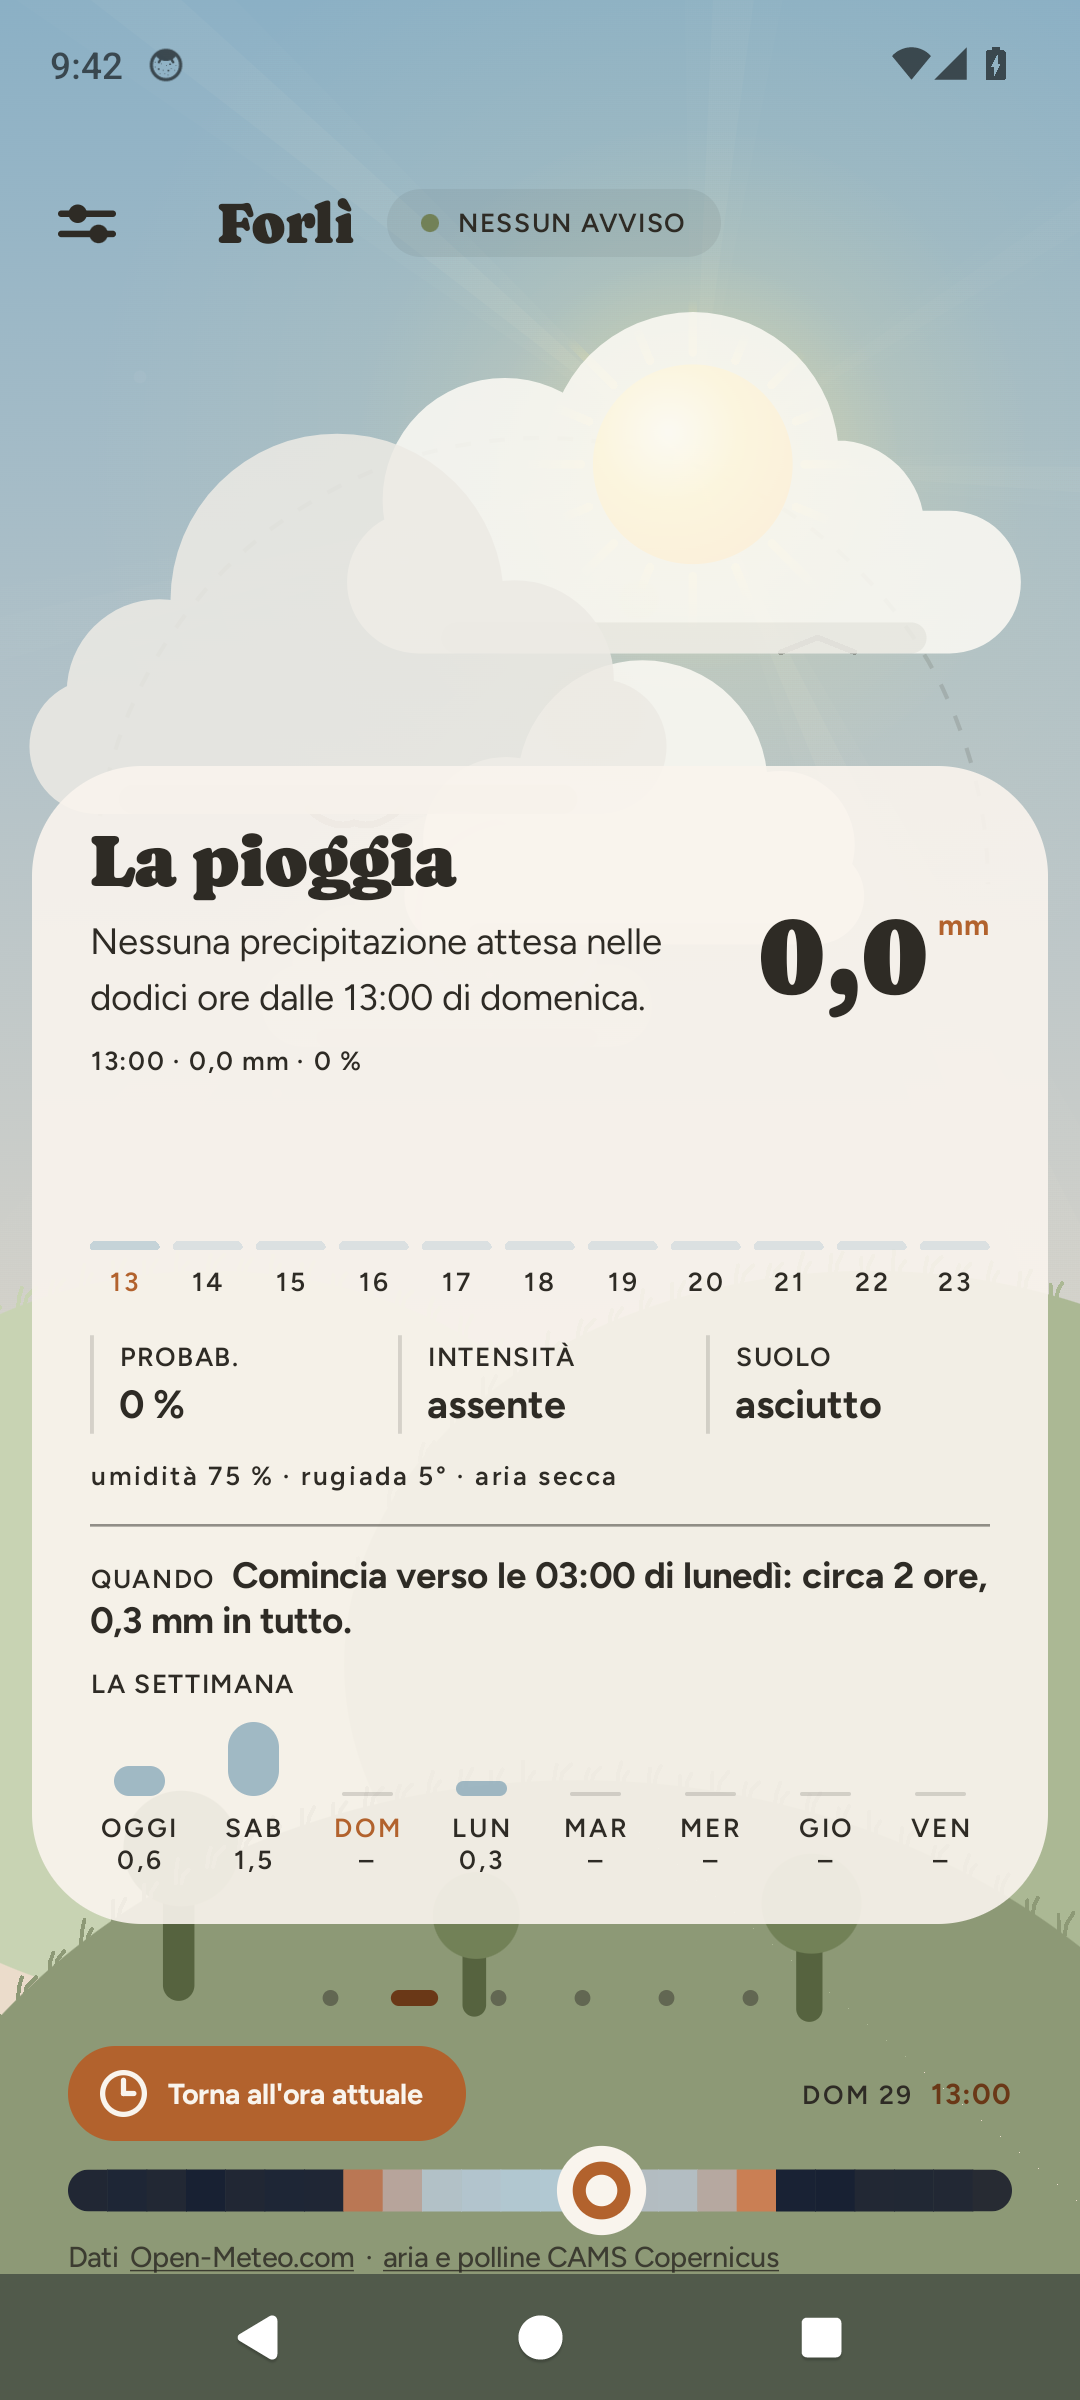 9:42
Forlì
NESSUN AVVISO
La pioggia
Nessuna precipitazione attesa nelle
dodici ore dalle 13:00 di domenica.
0,0 mm
13:00 · 0,0 mm · 0 %
13 14 15 16 17 18 19 20 21 22 23
PROBAB. INTENSITÀ SUOLO
0 % assente asciutto
umidità 75 % · rugiada 5° · aria secca
QUANDO Comincia verso le 03:00 di lunedì: circa 2 ore,
0,3 mm in tutto.
LA SETTIMANA
OGGI SAB DOM LUN MAR MER GIO VEN
0,6 1,5 – 0,3 – – – –
Torna all'ora attuale
DOM 29 13:00
Dati Open-Meteo.com · aria e polline CAMS Copernicus